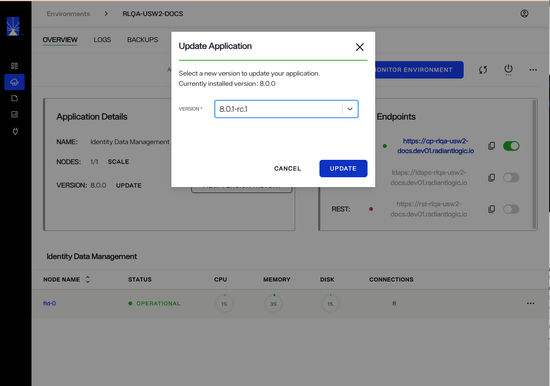 Environments > RLQA-USW2-DOCS
OVERVIEW LOGS BACKUPS
MONITOR ENVIRONMENT
Update Application
Select a new version to update your application.
Currently installed version: 8.0.0
VERSION * 8.0.1-rc.1
CANCEL UPDATE
Application Details
NAME: Identity Data Management
NODES: 1/1 SCALE
VERSION: 8.0.0 UPDATE
Endpoints
https://cp-rlqa-usw2-
docs.dev01.radiantlogic.io
ldaps://ldaps-rlqa-usw2-
docs.dev01.radiantlogic.io
REST: https://rst-rlqa-usw2-
docs.dev01.radiantlogic.io
Identity Data Management
NODE NAME STATUS CPU MEMORY DISK CONNECTIONS
fid-0 OPERATIONAL 1% 3% 1% 8